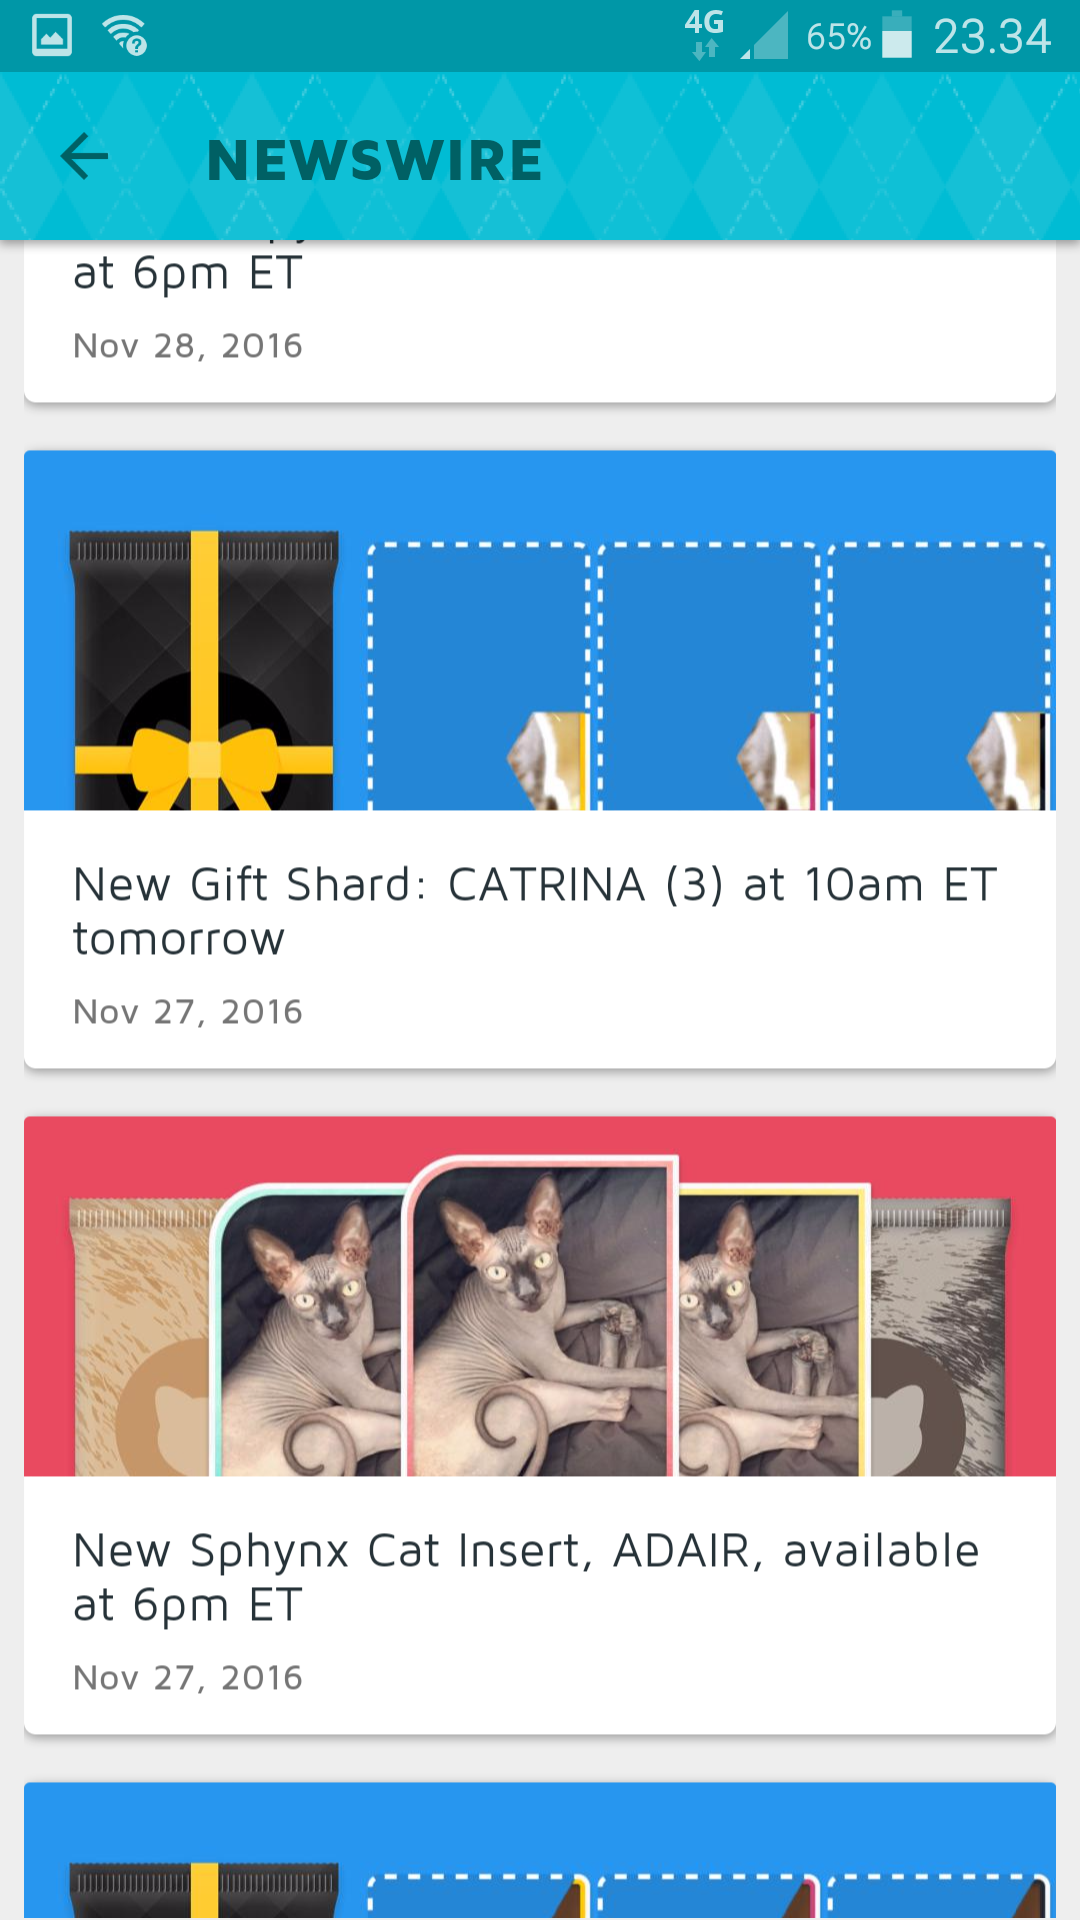 4G 65% 23.34
NEWSWIRE
at 6pm ET
Nov 28, 2016
New Gift Shard: CATRINA (3) at 10am ET
tomorrow
Nov 27, 2016
New Sphynx Cat Insert, ADAIR, available
at 6pm ET
Nov 27, 2016